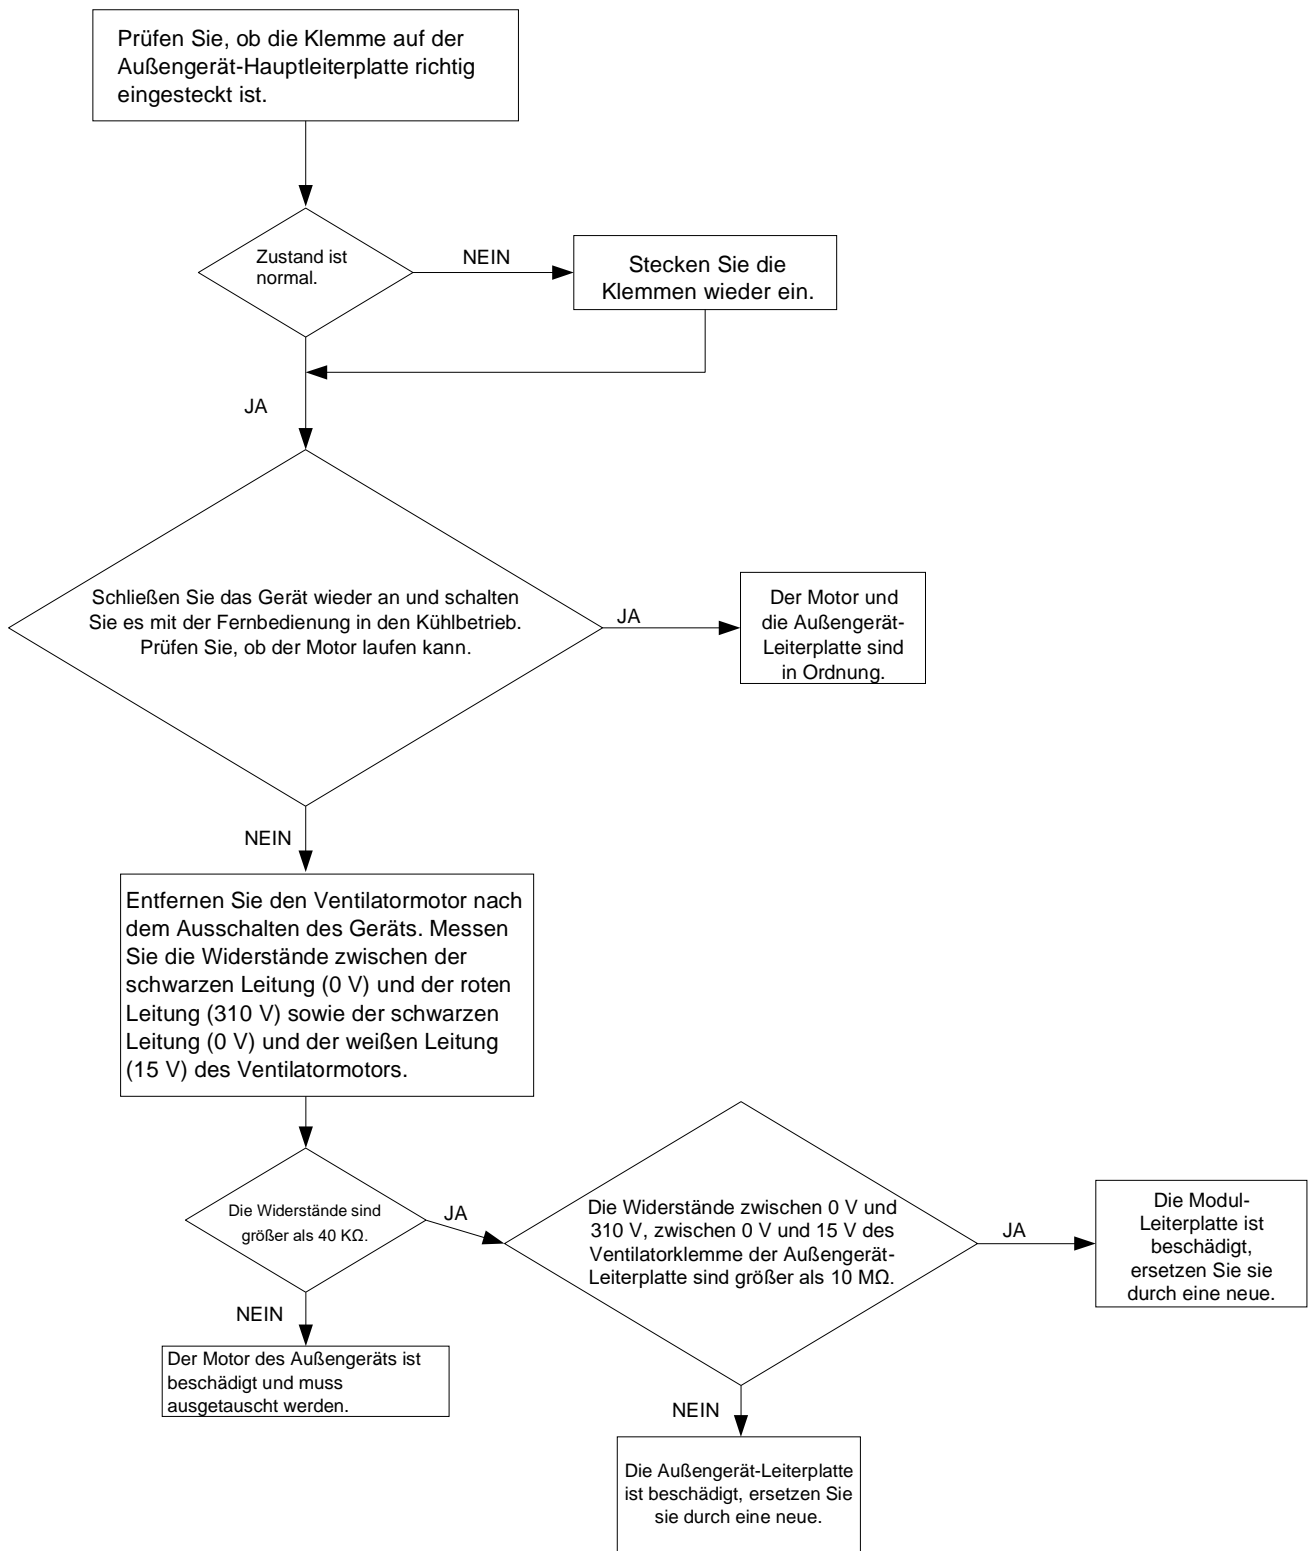 Prüfen Sie, ob die Klemme auf der
Außengerät-Hauptleiterplatte richtig
eingesteckt ist.
Zustand ist
normal.
NEIN
Stecken Sie die
Klemmen wieder ein.
JA
Schließen Sie das Gerät wieder an und schalten
Sie es mit der Fernbedienung in den Kühlbetrieb.
Prüfen Sie, ob der Motor laufen kann.
JA
Der Motor und
die Außengerät-
Leiterplatte sind
in Ordnung.
NEIN
Entfernen Sie den Ventilatormotor nach
dem Ausschalten des Geräts. Messen
Sie die Widerstände zwischen der
schwarzen Leitung (0 V) und der roten
Leitung (310 V) sowie der schwarzen
Leitung (0 V) und der weißen Leitung
(15 V) des Ventilatormotors.
Die Widerstände sind
größer als 40 KΩ.
JA
Die Widerstände zwischen 0 V und
310 V, zwischen 0 V und 15 V des
Ventilatorklemme der Außengerät-
Leiterplatte sind größer als 10 MΩ.
JA
Die Modul-
Leiterplatte ist
beschädigt,
ersetzen Sie sie
durch eine neue.
NEIN
Der Motor des Außengeräts ist
beschädigt und muss
ausgetauscht werden.
NEIN
Die Außengerät-Leiterplatte
ist beschädigt, ersetzen Sie
sie durch eine neue.